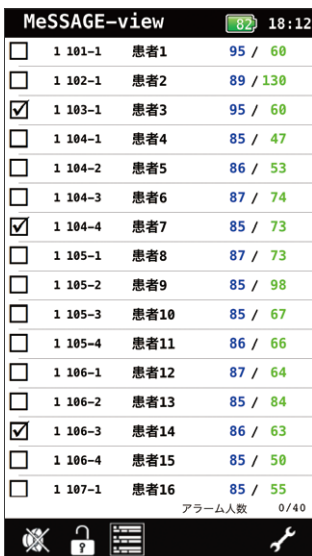 MeSSAGE-view 82 18:12
1 101-1 患者1 95 / 60
1 102-1 患者2 89 / 130
1 103-1 患者3 95 / 60
1 104-1 患者4 85 / 47
1 104-2 患者5 86 / 53
1 104-3 患者6 87 / 74
1 104-4 患者7 85 / 73
1 105-1 患者8 87 / 73
1 105-2 患者9 85 / 98
1 105-3 患者10 85 / 67
1 105-4 患者11 86 / 66
1 106-1 患者12 87 / 64
1 106-2 患者13 85 / 84
1 106-3 患者14 86 / 63
1 106-4 患者15 85 / 50
1 107-1 患者16 85 / 55
アラーム人数 0/40
?